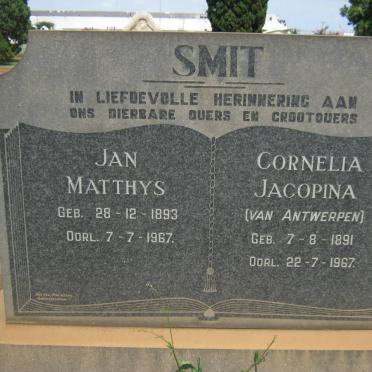 SMIT
IN LIEFDEVOLLE HERINNERING AAN
ONS DIERBARE OUERS EN GROOTOUERS
JAN
MATTHYS
GEB. 28-12-1893
OORL. 7-7-1967.
CORNELIA
JACOPINA
(VAN ANTWERPEN)
GEB. 7-8-1891
OORL. 22-7-1967.